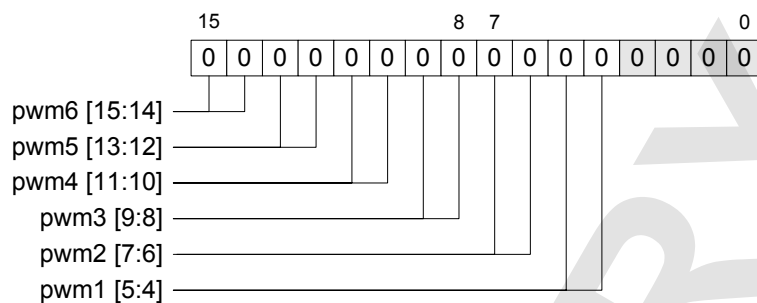 15 8 7 0
0 0 0 0 0 0 0 0 0 0 0 0 0 0 0 0
pwm6 [15:14]
pwm5 [13:12]
pwm4 [11:10]
pwm3 [9:8]
pwm2 [7:6]
pwm1 [5:4]